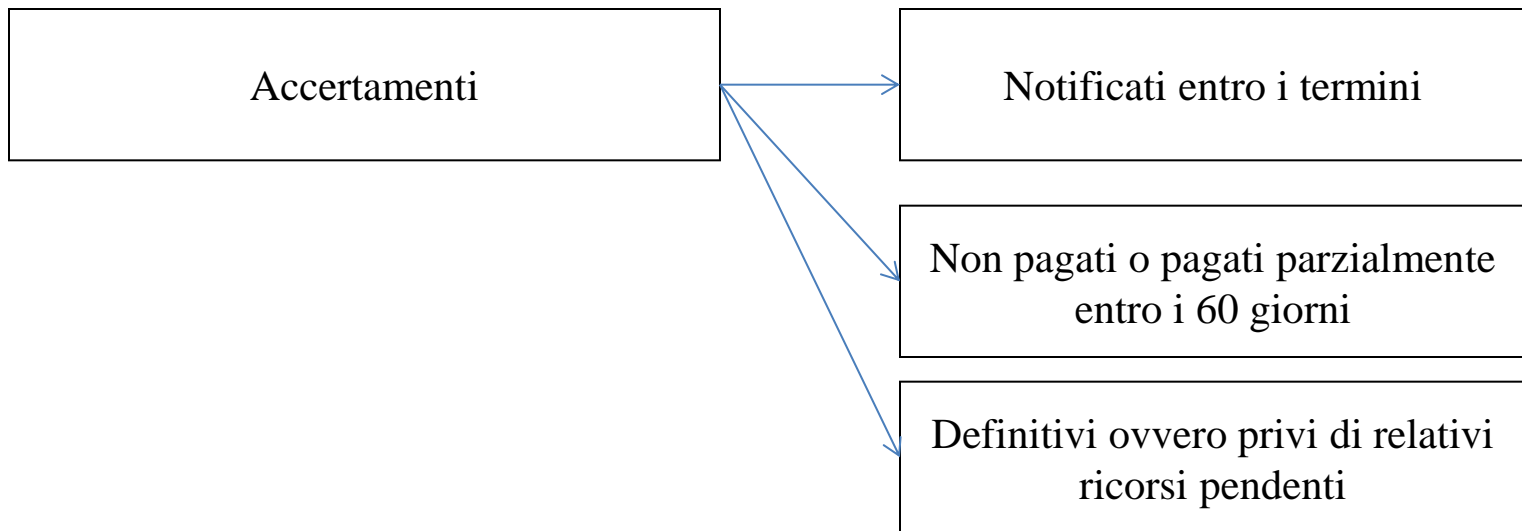 Accertamenti
Notificati entro i termini
Non pagati o pagati parzialmente
entro i 60 giorni
Definitivi ovvero privi di relativi
ricorsi pendenti